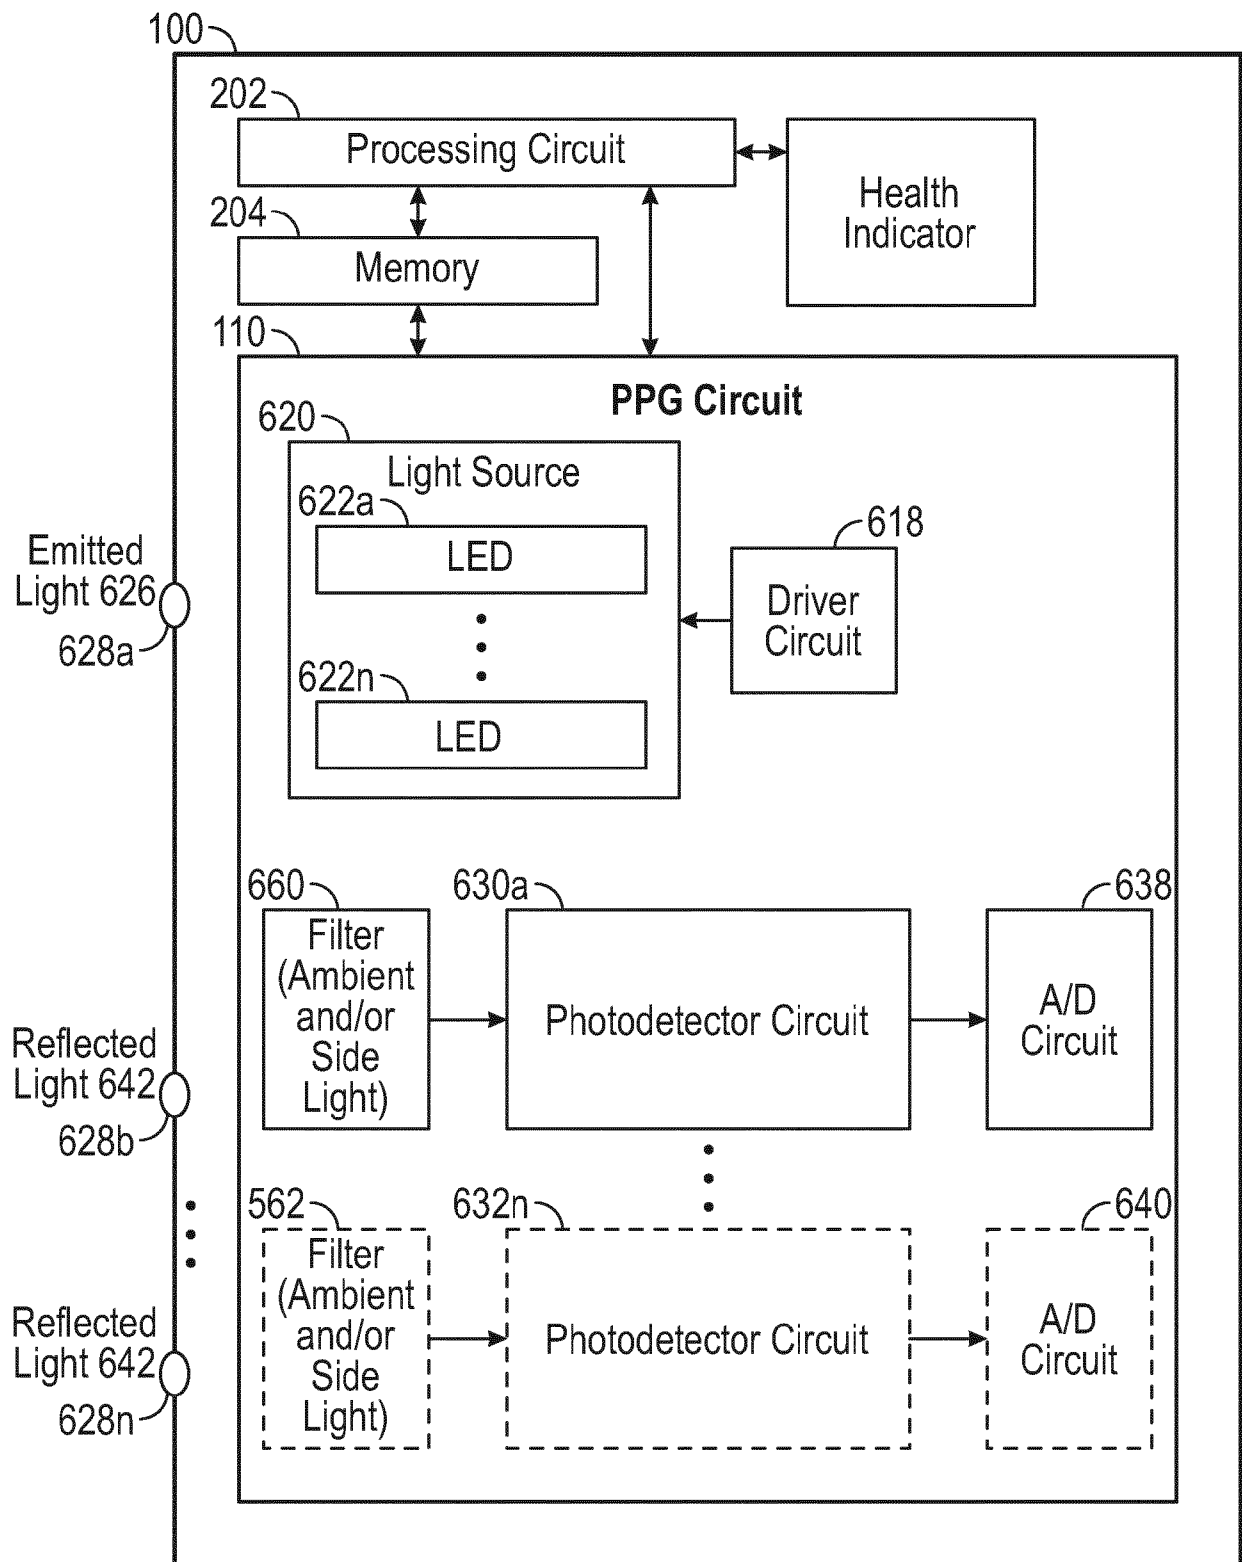 100
202
Processing Circuit
Health
Indicator
204
Memory
110
PPG Circuit
620
Light Source
622a
LED
622n
LED
618
Driver
Circuit
Emitted
Light 626
628a
660
Filter
(Ambient
and/or
Side
Light)
630a
Photodetector Circuit
638
A/D
Circuit
Reflected
Light 642
628b
562
Filter
(Ambient
and/or
Side
Light)
632n
Photodetector Circuit
640
A/D
Circuit
Reflected
Light 642
628n